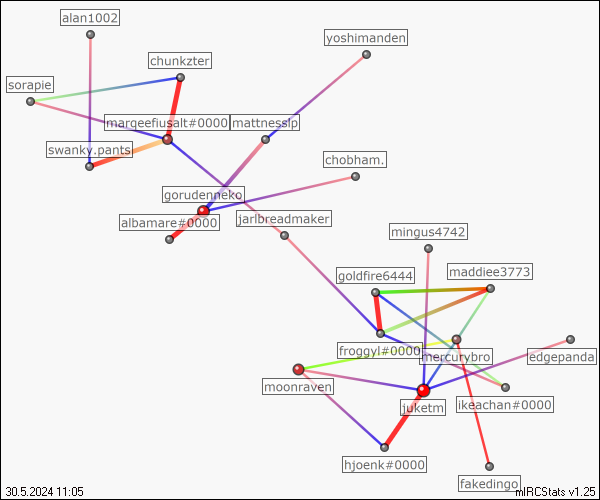 alan1002
yoshimanden
chunkzter
sorapie
marqeefiusalt#0000
mattnesslp
swanky.pants
chobham.
gorudenneko
albamare#0000
jarlbreadmaker
mingus4742
goldfire6444
maddiee3773
froggyl#0000
mercurybro
edgepanda
moonraven
juketm
ikeachan#0000
hjoenk#0000
fakedingo
30.5.2024 11:05
mIRCStats v1.25